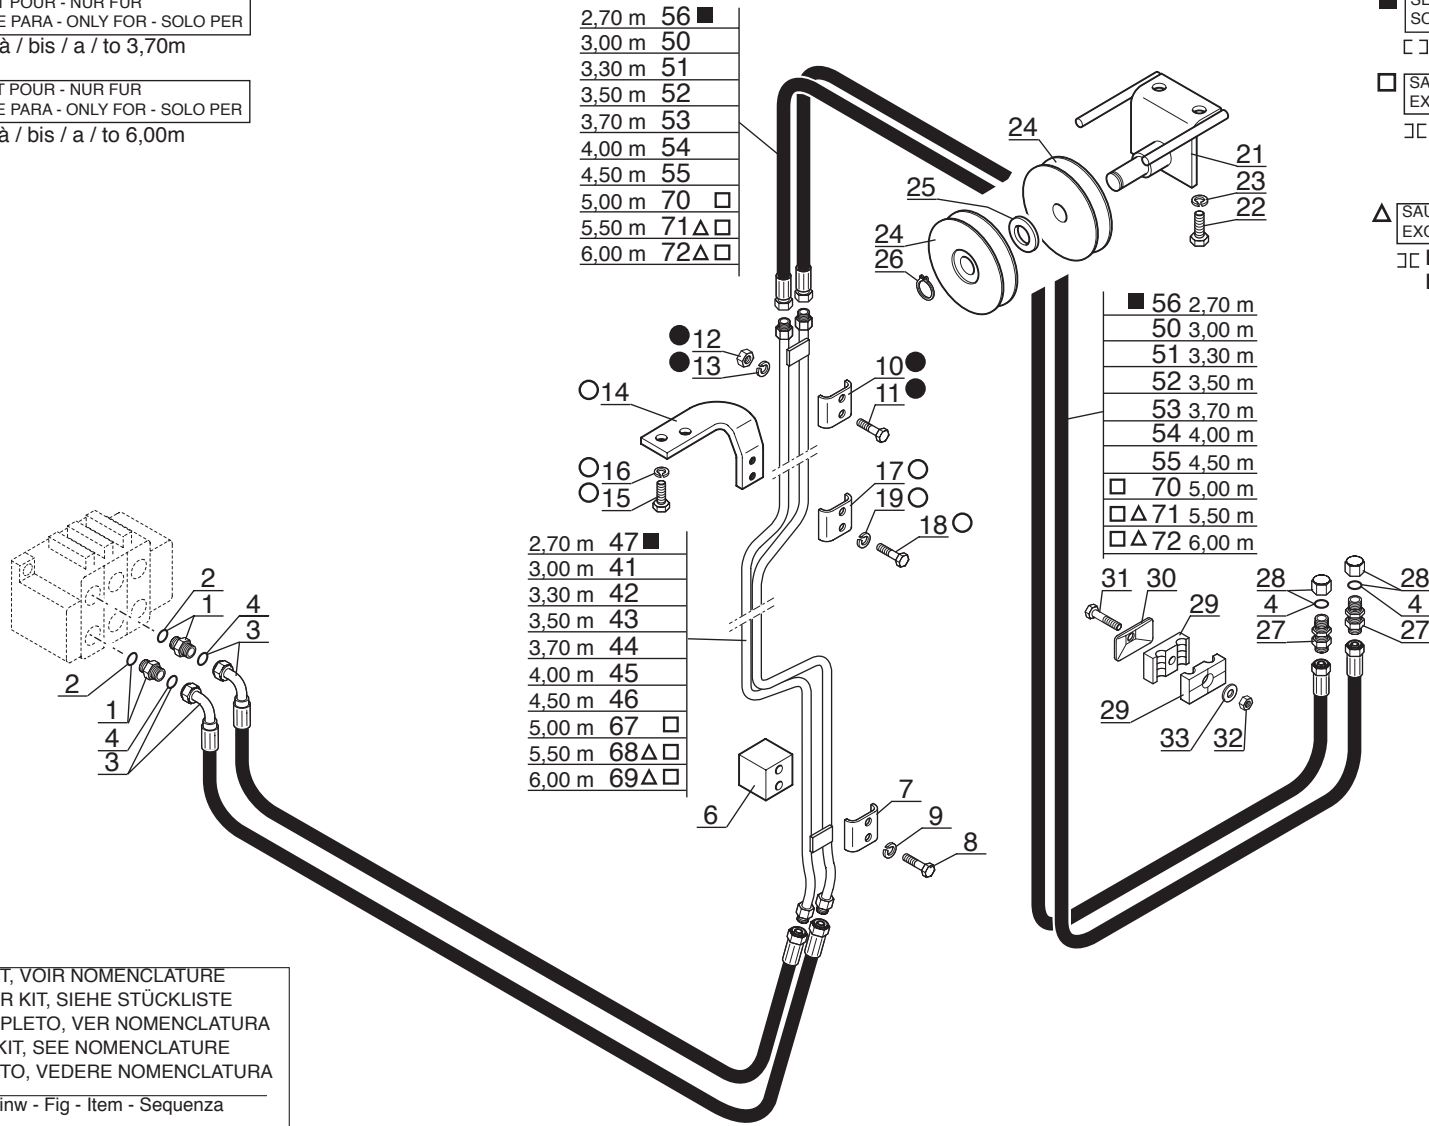 POUR - NUR FÜR
PARA - ONLY FOR - SOLO PER
à / bis / a / to 3,70m
POUR - NUR FÜR
PARA - ONLY FOR - SOLO PER
à / bis / a / to 6,00m
2,70 m 56 ■
3,00 m 50
3,30 m 51
3,50 m 52
3,70 m 53
4,00 m 54
4,50 m 55
5,00 m 70 □
5,50 m 71 △ □
6,00 m 72 △ □
24
21
23
22
25
24
26
■
□
△
■ 56 2,70 m
50 3,00 m
51 3,30 m
52 3,50 m
53 3,70 m
54 4,00 m
55 4,50 m
□ 70 5,00 m
□ △ 71 5,50 m
□ △ 72 6,00 m
● 12
● 13
10 ●
11 ●
○ 14
○ 16
○ 15
17 ○
19 ○
18 ○
2,70 m 47 ■
3,00 m 41
3,30 m 42
3,50 m 43
3,70 m 44
4,00 m 45
4,50 m 46
5,00 m 67 □
5,50 m 68 △ □
6,00 m 69 △ □
2
1
4
3
2
1
4
3
31
30
29
28
4
27
28
4
27
29
33
32
6
7
9
8
VOIR NOMENCLATURE
KIT, SIEHE STÜCKLISTE
VER NOMENCLATURA
KIT, SEE NOMENCLATURE
VEDERE NOMENCLATURA
- Fig - Item - Sequenza